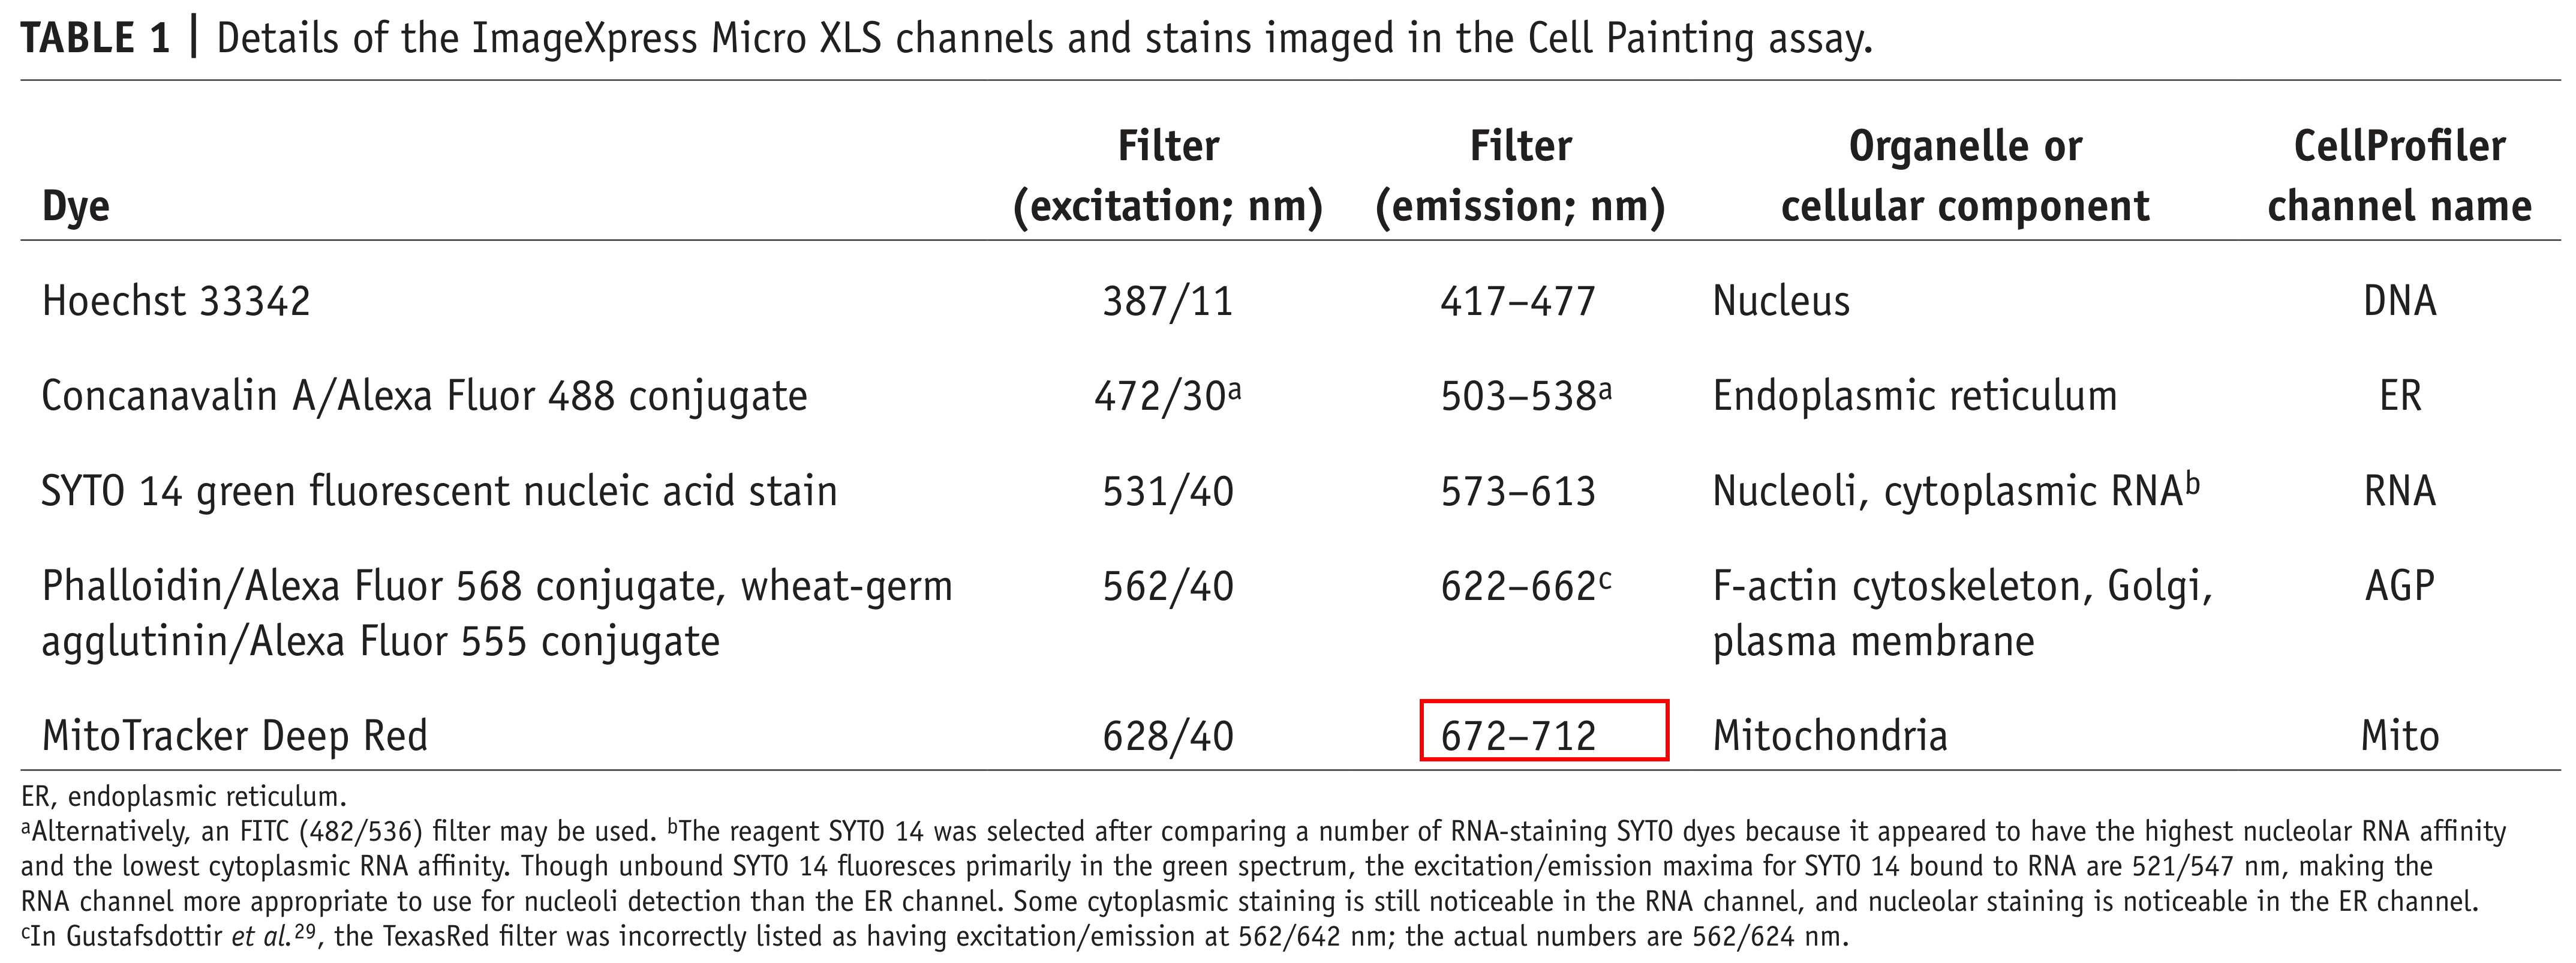 TABLE 1 | Details of the ImageXpress Micro XLS channels and stains imaged in the Cell Painting assay.
Dye Filter (excitation; nm) Filter (emission; nm) Organelle or cellular component CellProfiler channel name
Hoechst 33342 387/11 417–477 Nucleus DNA
Concanavalin A/Alexa Fluor 488 conjugate 472/30ᵃ 503–538ᵃ Endoplasmic reticulum ER
SYTO 14 green fluorescent nucleic acid stain 531/40 573–613 Nucleoli, cytoplasmic RNAᵇ RNA
Phalloidin/Alexa Fluor 568 conjugate, wheat-germ 562/40 622–662ᶜ F-actin cytoskeleton, Golgi, AGP
agglutinin/Alexa Fluor 555 conjugate plasma membrane
MitoTracker Deep Red 628/40 672–712 Mitochondria Mito
ER, endoplasmic reticulum.
ᵃAlternatively, an FITC (482/536) filter may be used. ᵇThe reagent SYTO 14 was selected after comparing a number of RNA-staining SYTO dyes because it appeared to have the highest nucleolar RNA affinity
and the lowest cytoplasmic RNA affinity. Though unbound SYTO 14 fluoresces primarily in the green spectrum, the excitation/emission maxima for SYTO 14 bound to RNA are 521/547 nm, making the
RNA channel more appropriate to use for nucleoli detection than the ER channel. Some cytoplasmic staining is still noticeable in the RNA channel, and nucleolar staining is noticeable in the ER channel.
ᶜIn Gustafsdottir et al.²⁹, the TexasRed filter was incorrectly listed as having excitation/emission at 562/642 nm; the actual numbers are 562/624 nm.